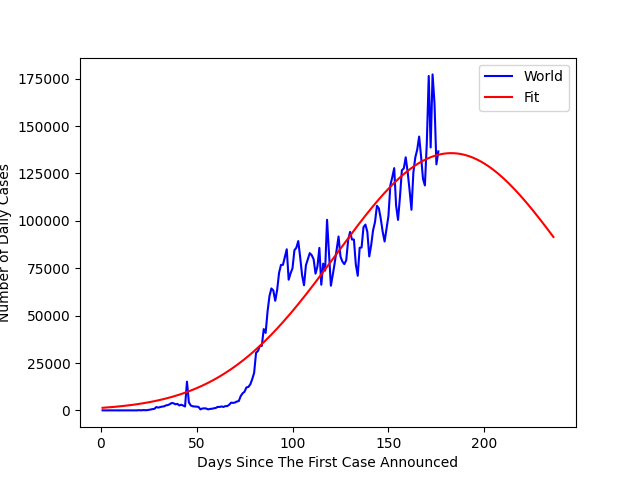 World
Fit
175000
150000
125000
100000
75000
50000
25000
0
Number of Daily Cases
0 50 100 150 200
Days Since The First Case Announced